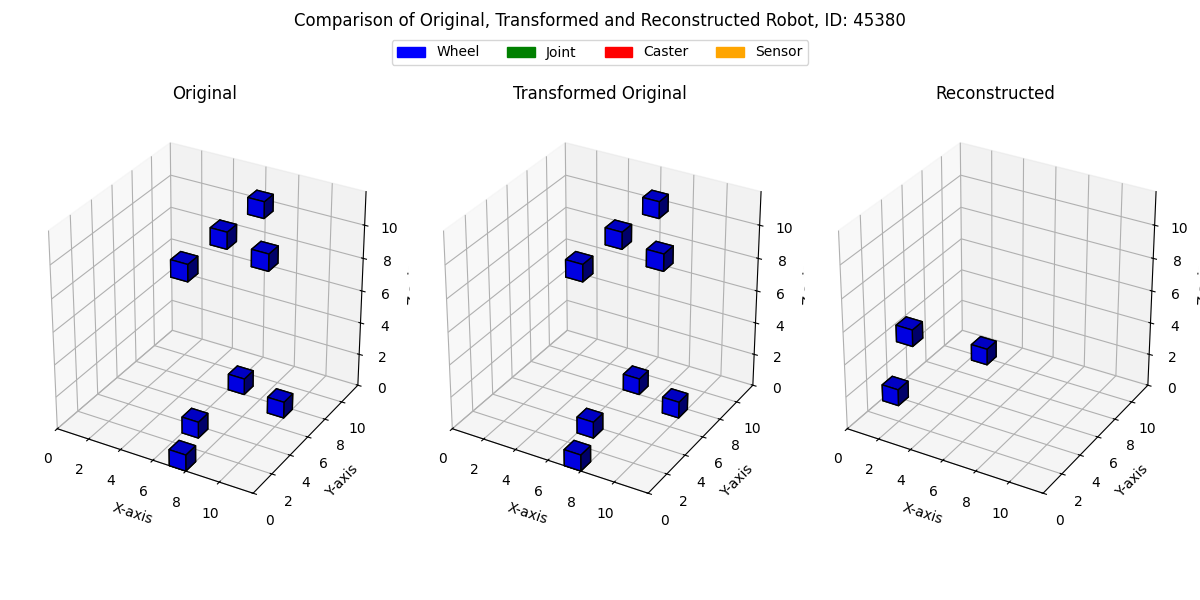 Comparison of Original, Transformed and Reconstructed Robot, ID: 45380
Wheel Joint Caster Sensor
Original Transformed Original Reconstructed
10 10 10
8 8 8
6 6 6
4 4 4
2 2 2
0 0 0
0 2 4 6 8 10
X-axis
0 2 4 6 8 10
Y-axis
0 2 4 6 8 10
X-axis
0 2 4 6 8 10
Y-axis
0 2 4 6 8 10
X-axis
0 2 4 6 8 10
Y-axis